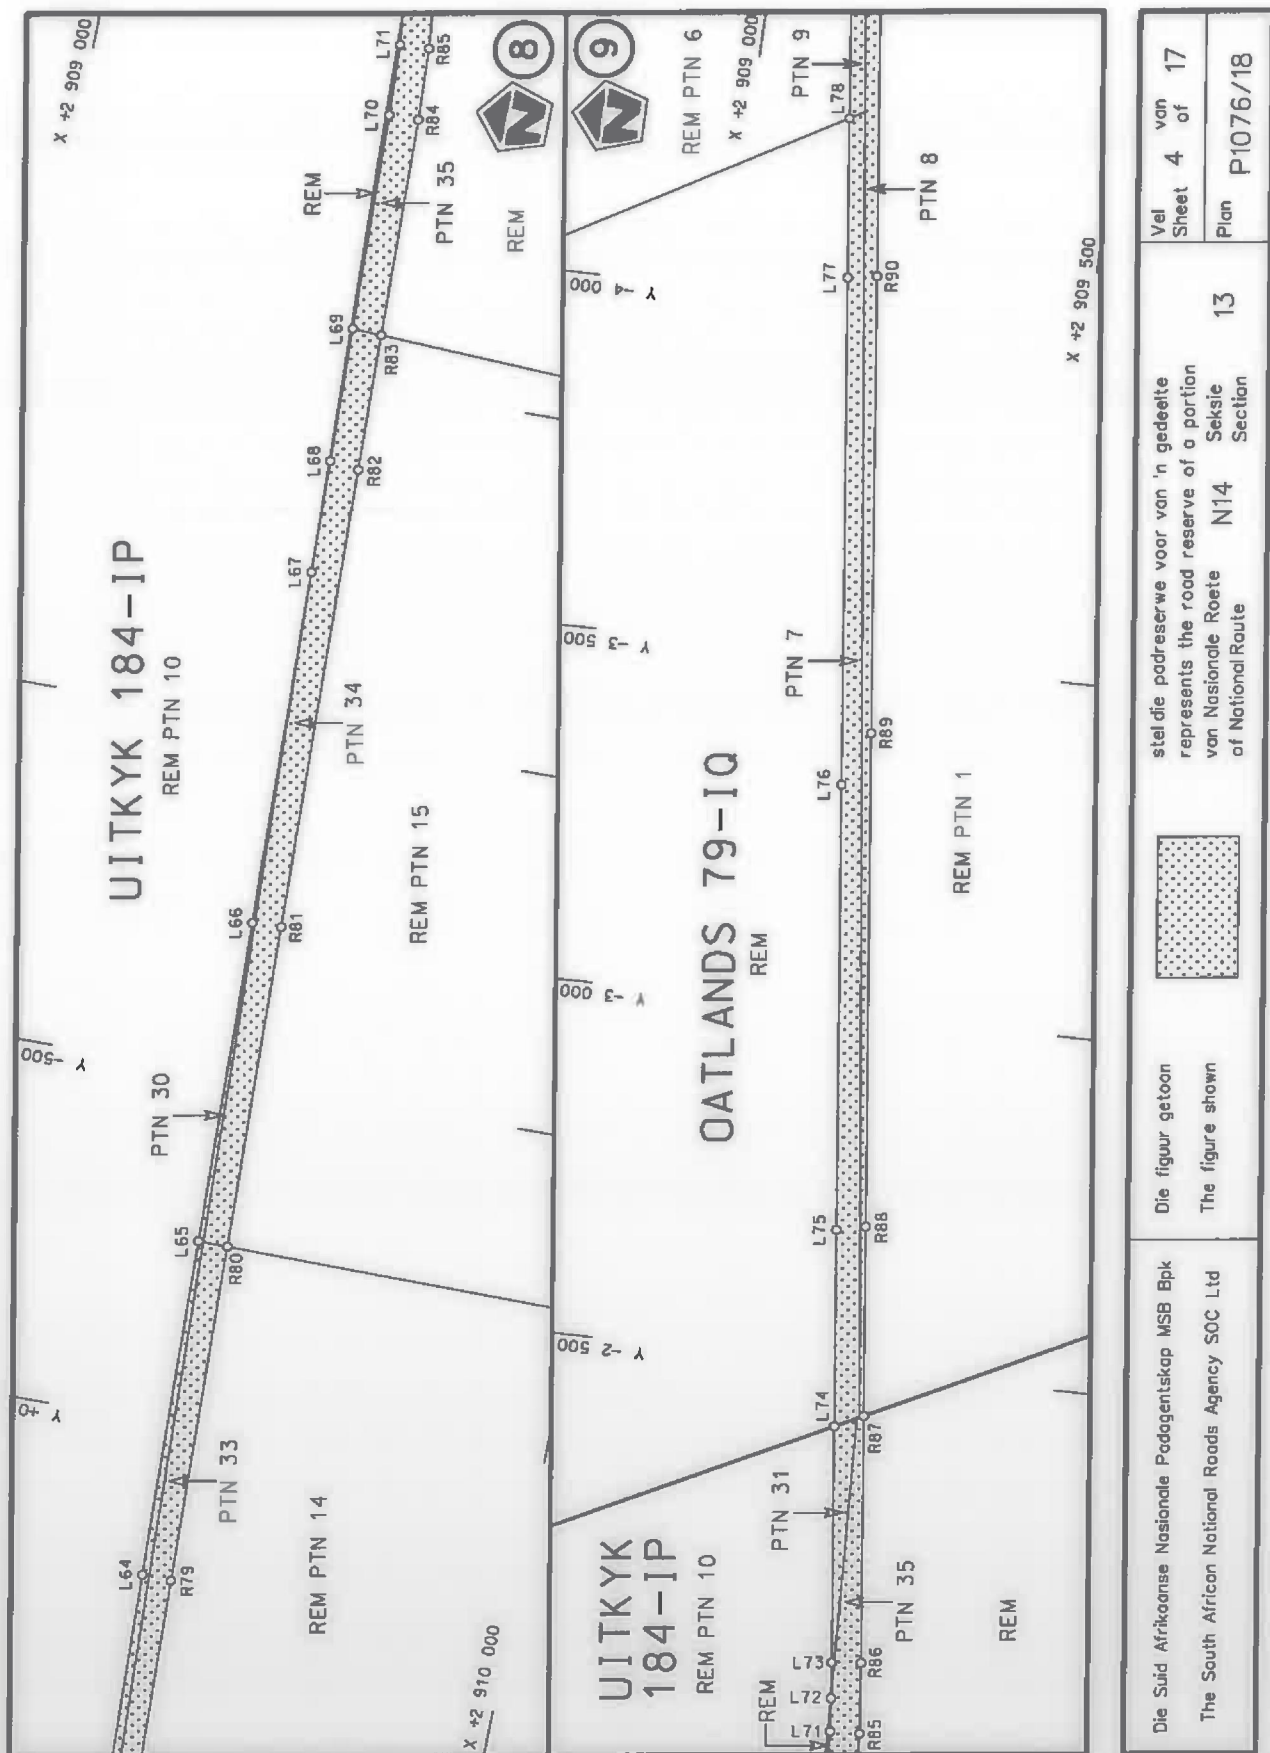 X +2 909 000
L64
L65
L66
L67
L68
L69
L70
L71
R79
R80
R81
R82
R83
R84
R85
UITKYK 184-IP
REM PTN 10
PTN 30
REM
PTN 33
PTN 34
PTN 35
REM PTN 14
REM PTN 15
REM
Y +0
Y -500
X +2 910 000
N
8
9
N
UITKYK
184-IP
REM PTN 10
REM
L71
L72
L73
L74
L75
L76
L77
L78
R85
R86
R87
R88
R89
R90
PTN 31
PTN 35
REM
OATLANDS 79-IQ
REM
PTN 7
REM PTN 1
PTN 8
PTN 9
REM PTN 6
X +2 909 000
Y -2 500
Y -3 000
Y -3 500
Y -4 000
X +2 909 500
Die Suid Afrikaanse Nasionale Padagentskap MSB Bpk
The South African National Roads Agency SOC Ltd
Die figuur getoon
The figure shown
stel die padreserwe voor van 'n gedeelte
represents the road reserve of a portion
van Nasionale Roete
of National Route
N14
Seksie
Section
13
Vel
Sheet
4
van
of
17
Plan
P1076/18